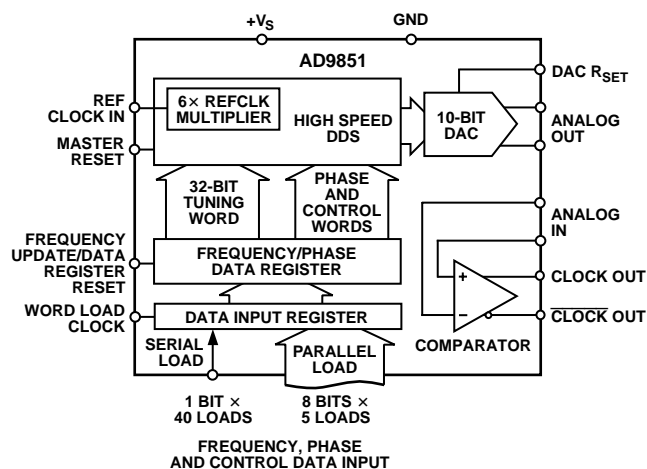 +VS
GND
AD9851
DAC RSET
REF
CLOCK IN
6× REFCLK
MULTIPLIER
HIGH SPEED
DDS
10-BIT
DAC
ANALOG
OUT
MASTER
RESET
32-BIT
TUNING
WORD
PHASE
AND
CONTROL
WORDS
ANALOG
IN
FREQUENCY
UPDATE/DATA
REGISTER
RESET
FREQUENCY/PHASE
DATA REGISTER
+
CLOCK OUT
WORD LOAD
CLOCK
DATA INPUT REGISTER
–
CLOCK OUT
SERIAL
LOAD
PARALLEL
LOAD
COMPARATOR
1 BIT ×
40 LOADS
8 BITS ×
5 LOADS
FREQUENCY, PHASE
AND CONTROL DATA INPUT